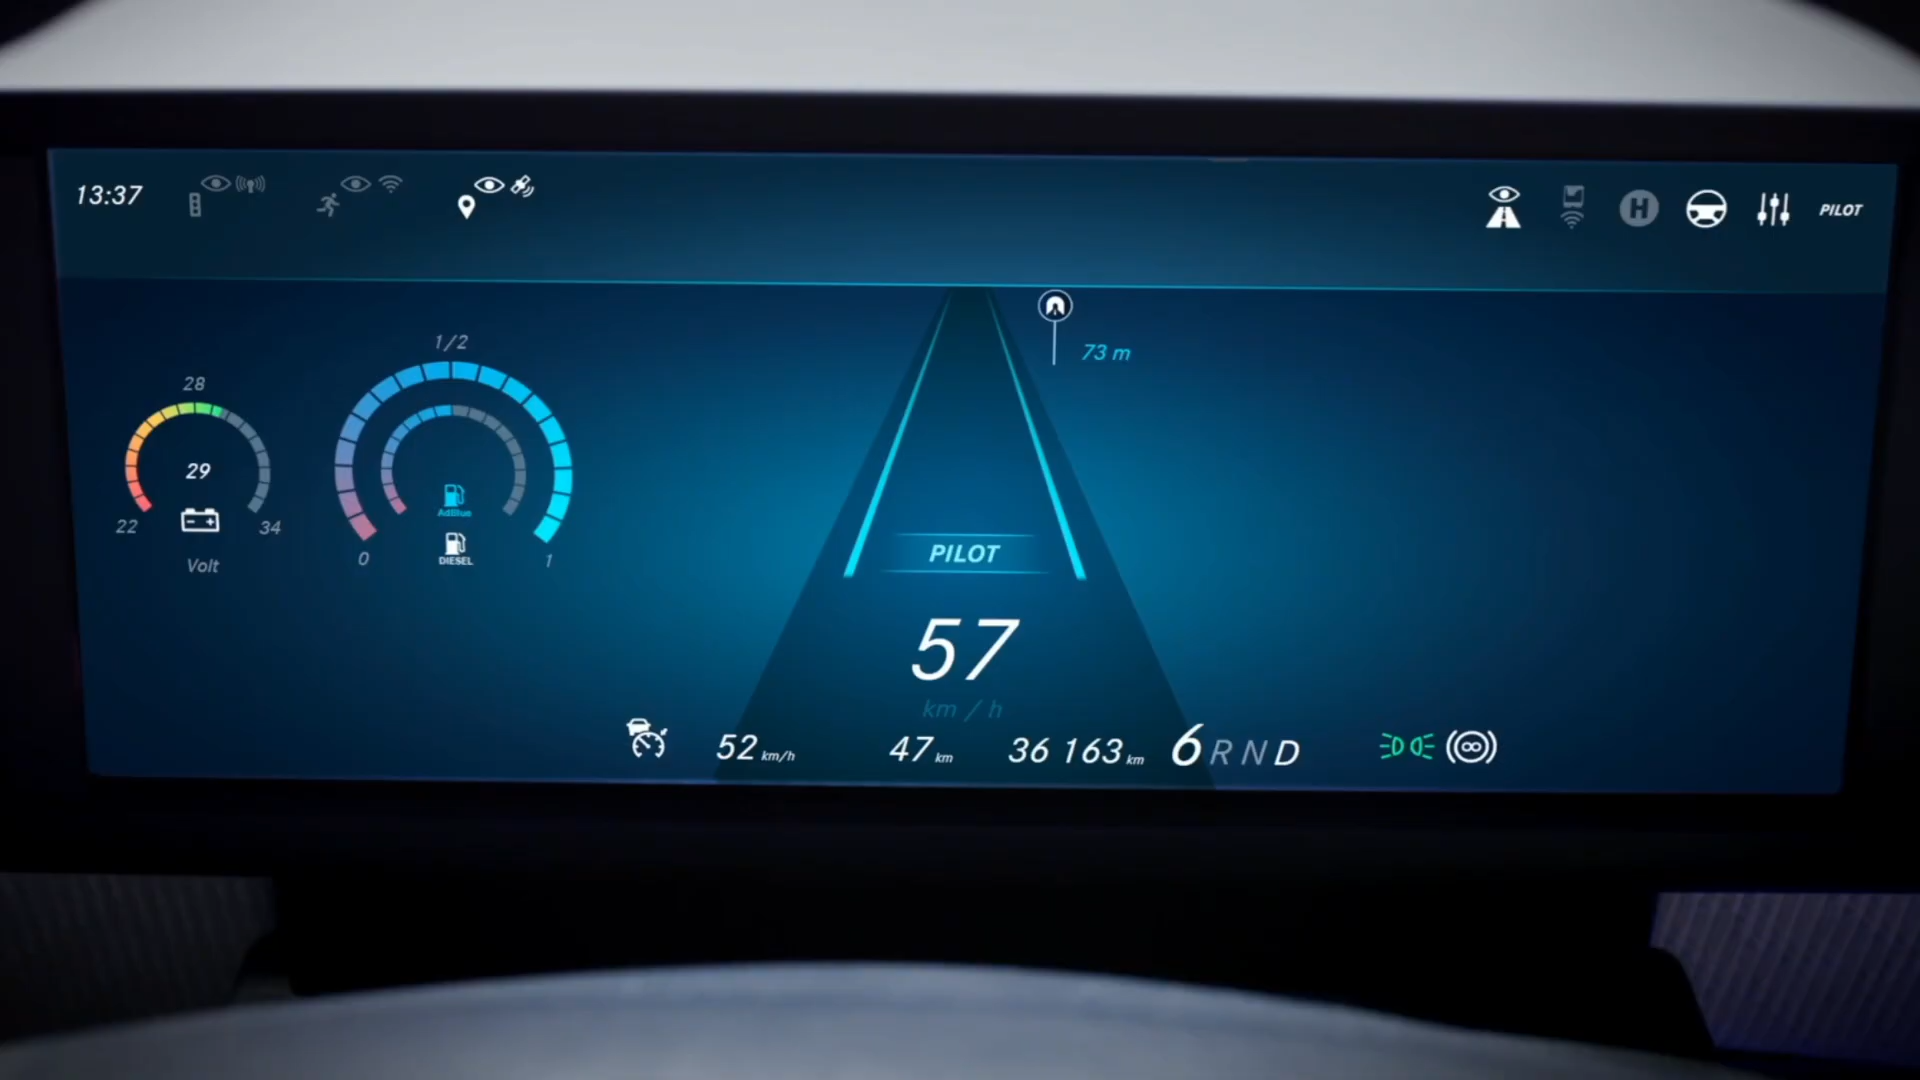 13:37
H
PILOT
73 m
1/2
28
29
22
34
Volt
AdBlue
DIESEL
0
1
PILOT
57
km / h
52 km/h
47 km
36 163 km
6 R N D